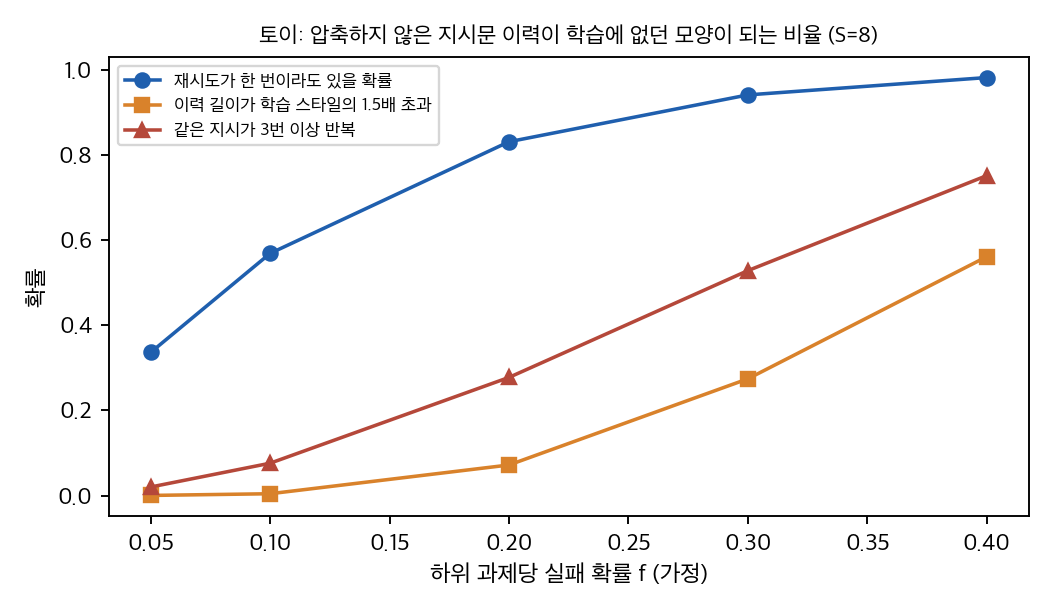 토이: 압축하지 않은 지시문 이력이 학습에 없던 모양이 되는 비율 (S=8)
재시도가 한 번이라도 있을 확률
이력 길이가 학습 스타일의 1.5배 초과
같은 지시가 3번 이상 반복
확률
1.0
0.8
0.6
0.4
0.2
0.0
0.05 0.10 0.15 0.20 0.25 0.30 0.35 0.40
하위 과제당 실패 확률 f (가정)